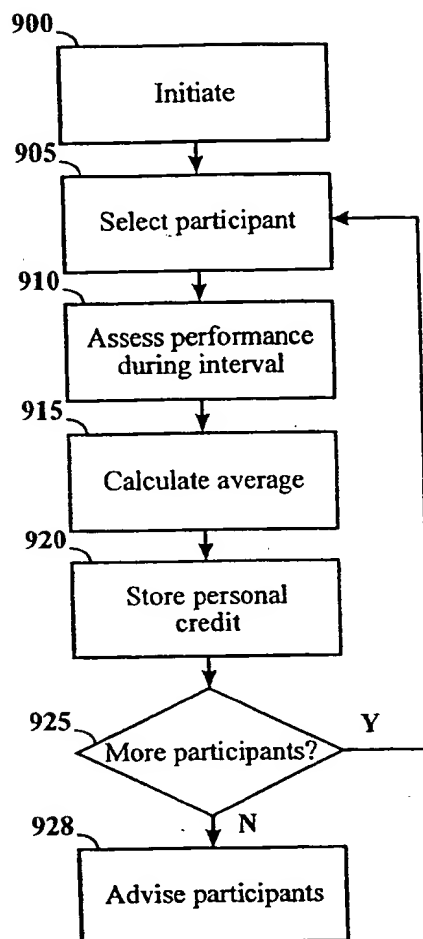 900
Initiate
905
Select participant
910
Assess performance
during interval
915
Calculate average
920
Store personal
credit
925
More participants?
Y
N
928
Advise participants